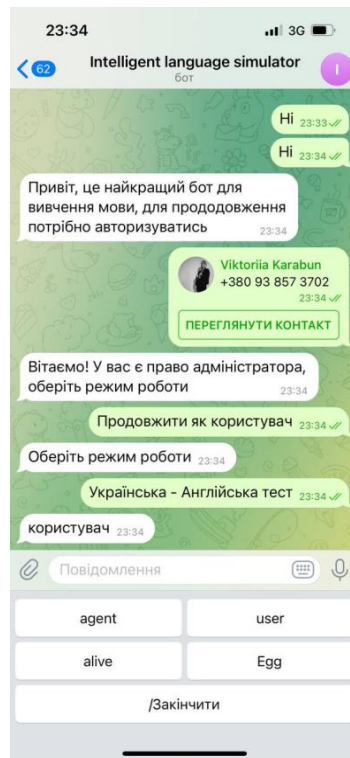 23:34
3G
62
Intelligent language simulator
бот
I
Hi 23:33
Hi 23:34
Привіт, це найкращий бот для
вивчення мови, для прододовження
потрібно авторизуватись 23:34
Viktoriia Karabun
+380 93 857 3702
23:34
ПЕРЕГЛЯНУТИ КОНТАКТ
Вітаємо! У вас є право адміністратора,
оберіть режим роботи 23:34
Продовжити як користувач 23:34
Оберіть режим роботи 23:34
Українська - Англійська тест 23:34
користувач 23:34
Повідомлення
agent user
alive Egg
/Закінчити